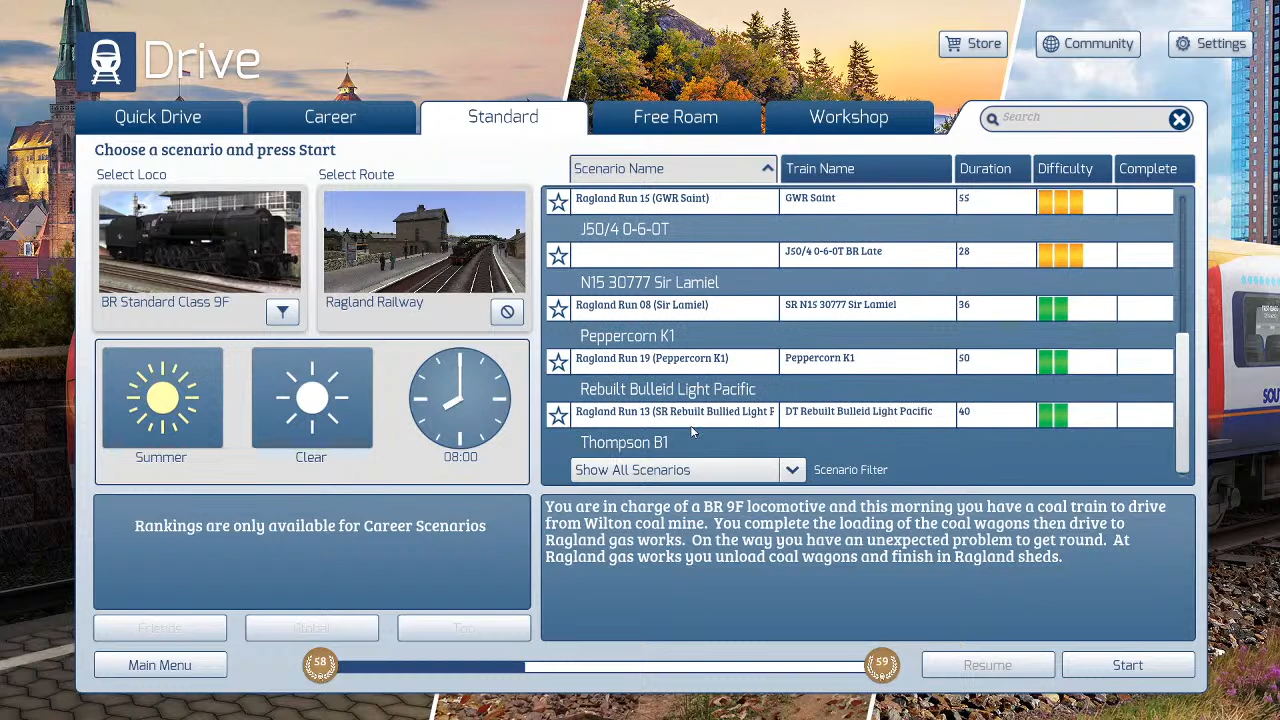 Drive
Store
Community
Settings
Quick Drive
Career
Standard
Free Roam
Workshop
Search
Choose a scenario and press Start
Select Loco
Select Route
BR Standard Class 9F
Ragland Railway
Summer
Clear
08:00
Scenario Name
Train Name
Duration
Difficulty
Complete
Ragland Run 15 (GWR Saint)
GWR Saint
55
J50/4 0-6-0T
J50/4 0-6-0T BR Late
28
N15 30777 Sir Lamiel
Ragland Run 08 (Sir Lamiel)
SR N15 30777 Sir Lamiel
36
Peppercorn K1
Ragland Run 19 (Peppercorn K1)
Peppercorn K1
50
Rebuilt Bulleid Light Pacific
Ragland Run 13 (SR Rebuilt Bullied Light P
DT Rebuilt Bulleid Light Pacific
40
Thompson B1
Show All Scenarios
Scenario Filter
Rankings are only available for Career Scenarios
You are in charge of a BR 9F locomotive and this morning you have a coal train to drive
from Wilton coal mine. You complete the loading of the coal wagons then drive to
Ragland gas works. On the way you have an unexpected problem to get round. At
Ragland gas works you unload coal wagons and finish in Ragland sheds.
Friends
Global
Top
Main Menu
58
59
Resume
Start